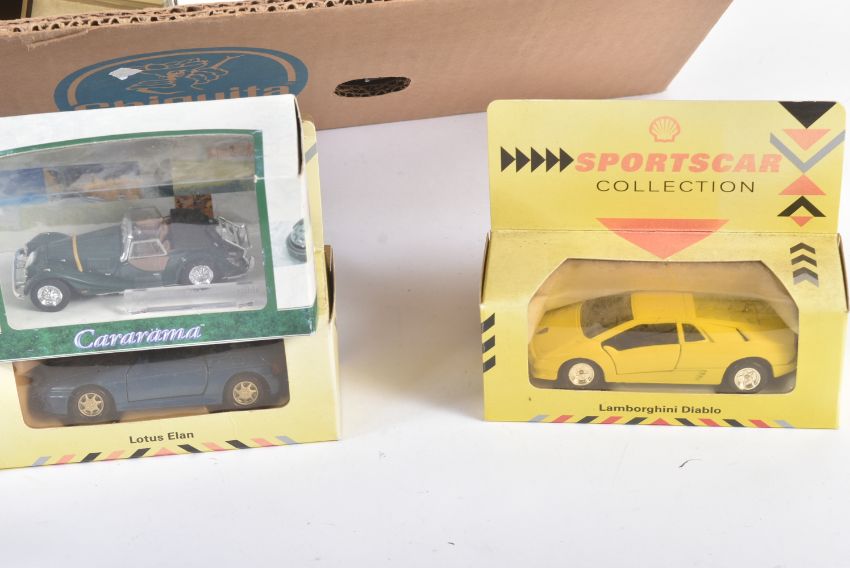 Chiquita
SPORTSCAR
COLLECTION
Cararama
Lotus Elan
Lamborghini Diablo